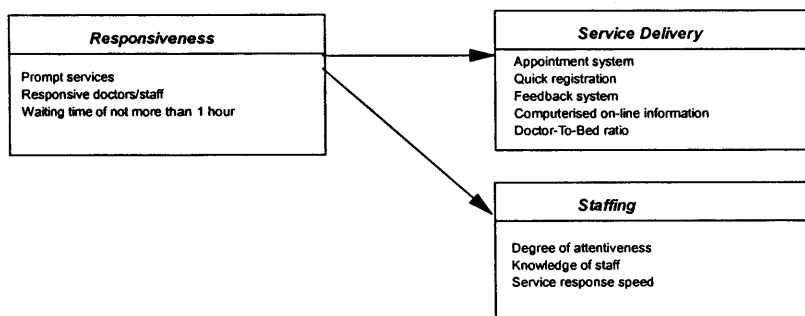 Responsiveness
Prompt services
Responsive doctors/staff
Waiting time of not more than 1 hour
Service Delivery
Appointment system
Quick registration
Feedback system
Computerised on-line information
Doctor-To-Bed ratio
Staffing
Degree of attentiveness
Knowledge of staff
Service response speed